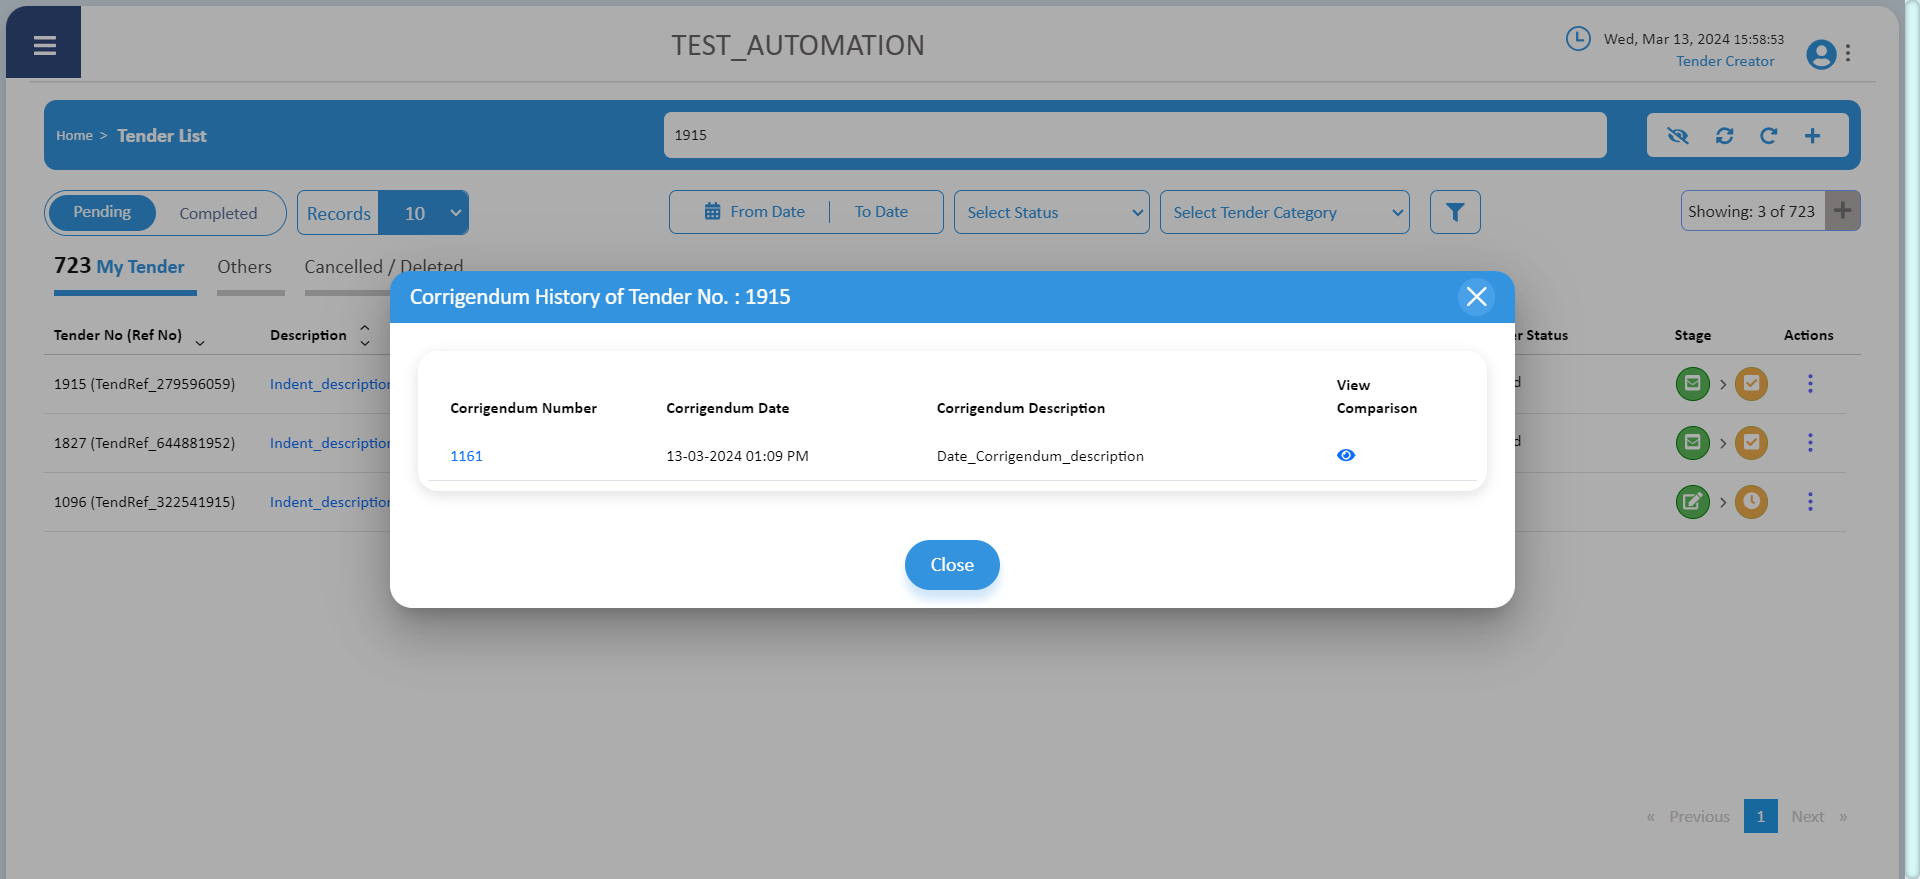 TEST_AUTOMATION
Wed, Mar 13, 2024 15:58:53
Tender Creator
Home > Tender List
1915
Pending
Completed
Records 10
From Date
To Date
Select Status
Select Tender Category
Showing: 3 of 723
723 My Tender
Others
Cancelled / Deleted
Corrigendum History of Tender No. : 1915
Tender No (Ref No)
Description
Status
Stage
Actions
1915 (TendRef_279596059)
Indent_description
1827 (TendRef_644881952)
Indent_description
1096 (TendRef_322541915)
Indent_description
Corrigendum Number
Corrigendum Date
Corrigendum Description
View
Comparison
1161
13-03-2024 01:09 PM
Date_Corrigendum_description
Close
« Previous 1 Next »